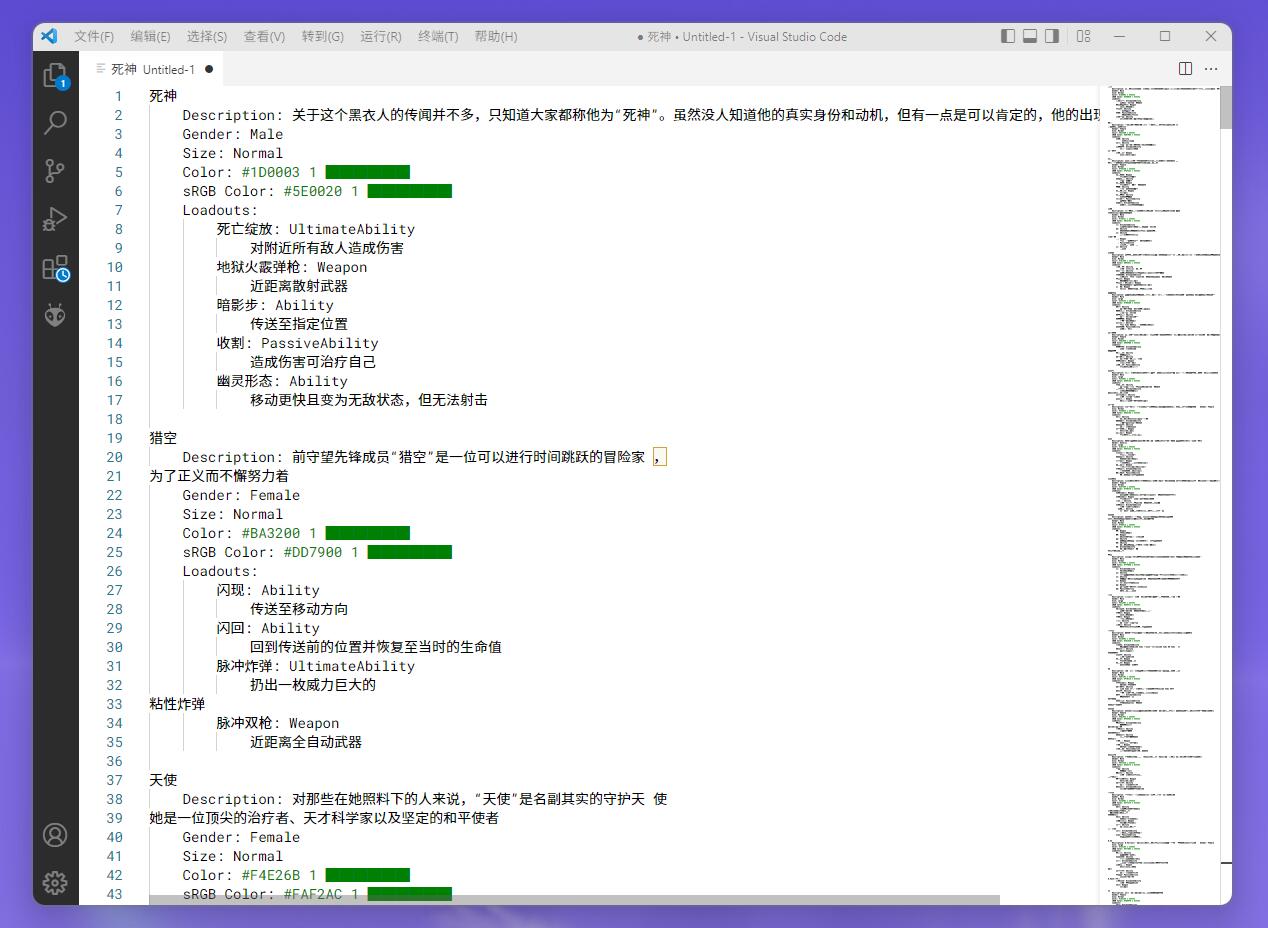 文件(F) 编辑(E) 选择(S) 查看(V) 转到(G) 运行(R) 终端(T) 帮助(H) ● 死神 • Untitled-1 - Visual Studio Code
死神 Untitled-1 ●
1
1 死神
2 Description: 关于这个黑衣人的传闻并不多，只知道大家都称他为“死神”。虽然没人知道他的真实身份和动机，但有一点是可以肯定的，他的出现
3 Gender: Male
4 Size: Normal
5 Color: #1D0003 1
6 sRGB Color: #5E0020 1
7 Loadouts:
8 死亡绽放: UltimateAbility
9 对附近所有敌人造成伤害
10 地狱火霰弹枪: Weapon
11 近距离散射武器
12 暗影步: Ability
13 传送至指定位置
14 收割: PassiveAbility
15 造成伤害可治疗自己
16 幽灵形态: Ability
17 移动更快且变为无敌状态，但无法射击
18
19 猎空
20 Description: 前守望先锋成员“猎空”是一位可以进行时间跳跃的冒险家 ，
21 为了正义而不懈努力着
22 Gender: Female
23 Size: Normal
24 Color: #BA3200 1
25 sRGB Color: #DD7900 1
26 Loadouts:
27 闪现: Ability
28 传送至移动方向
29 闪回: Ability
30 回到传送前的位置并恢复至当时的生命值
31 脉冲炸弹: UltimateAbility
32 扔出一枚威力巨大的
33 粘性炸弹
34 脉冲双枪: Weapon
35 近距离全自动武器
36
37 天使
38 Description: 对那些在她照料下的人来说，“天使”是名副其实的守护天 使
39 她是一位顶尖的治疗者、天才科学家以及坚定的和平使者
40 Gender: Female
41 Size: Normal
42 Color: #F4E26B 1
43 sRGB Color: #FAF2AC 1